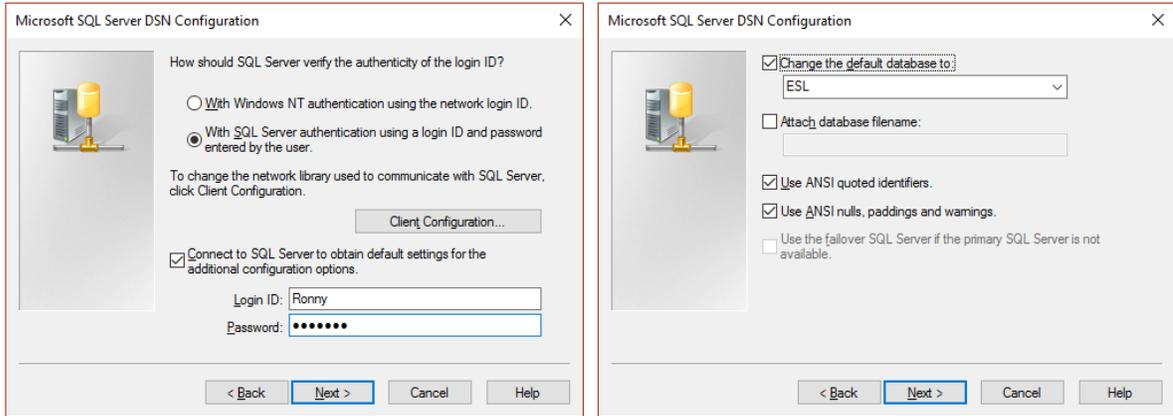 Microsoft SQL Server DSN Configuration
How should SQL Server verify the authenticity of the login ID?
With Windows NT authentication using the network login ID.
With SQL Server authentication using a login ID and password
entered by the user.
To change the network library used to communicate with SQL Server,
click Client Configuration.
Client Configuration...
Connect to SQL Server to obtain default settings for the
additional configuration options.
Login ID: Ronny
Password: •••••••
< Back Next > Cancel Help
Microsoft SQL Server DSN Configuration
Change the default database to:
ESL
Attach database filename:
Use ANSI quoted identifiers.
Use ANSI nulls, paddings and warnings.
Use the failover SQL Server if the primary SQL Server is not
available.
< Back Next > Cancel Help